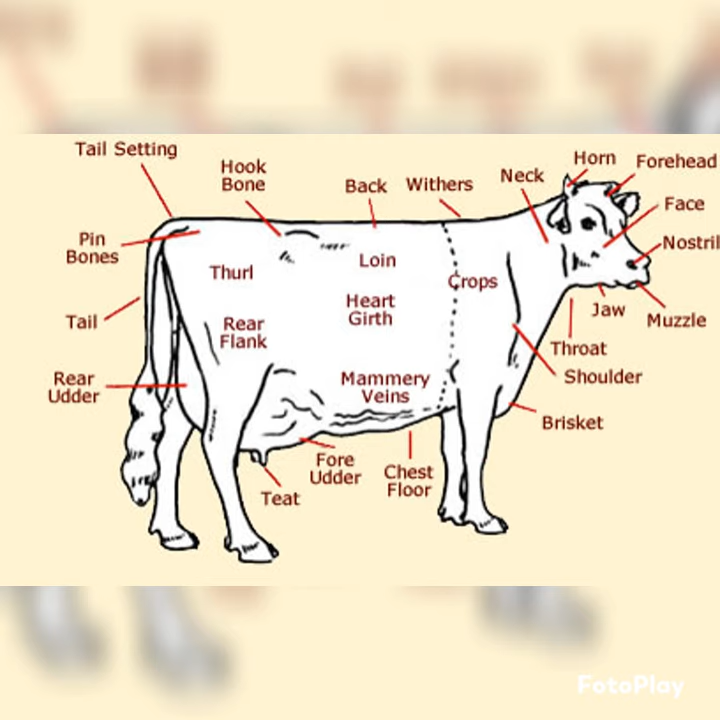 Tail Setting
Hook
Bone
Back
Withers
Neck
Horn
Forehead
Face
Nostril
Pin
Bones
Thurl
Loin
Crops
Heart
Girth
Tail
Rear
Flank
Jaw
Muzzle
Throat
Shoulder
Rear
Udder
Mammery
Veins
Brisket
Fore
Udder
Chest
Floor
Teat
FotoPlay